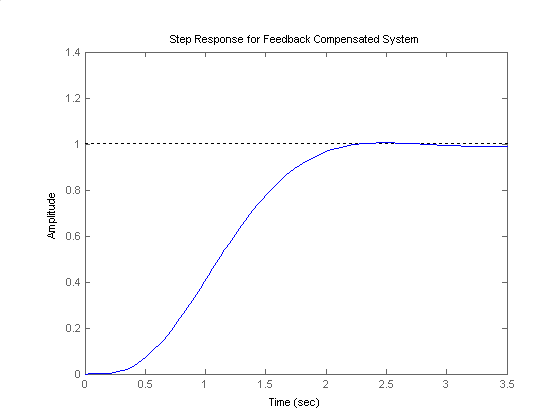 Step Response for Feedback Compensated System
1.4
1.2
1
0.8
0.6
0.4
0.2
0
Amplitude
0 0.5 1 1.5 2 2.5 3 3.5
Time (sec)